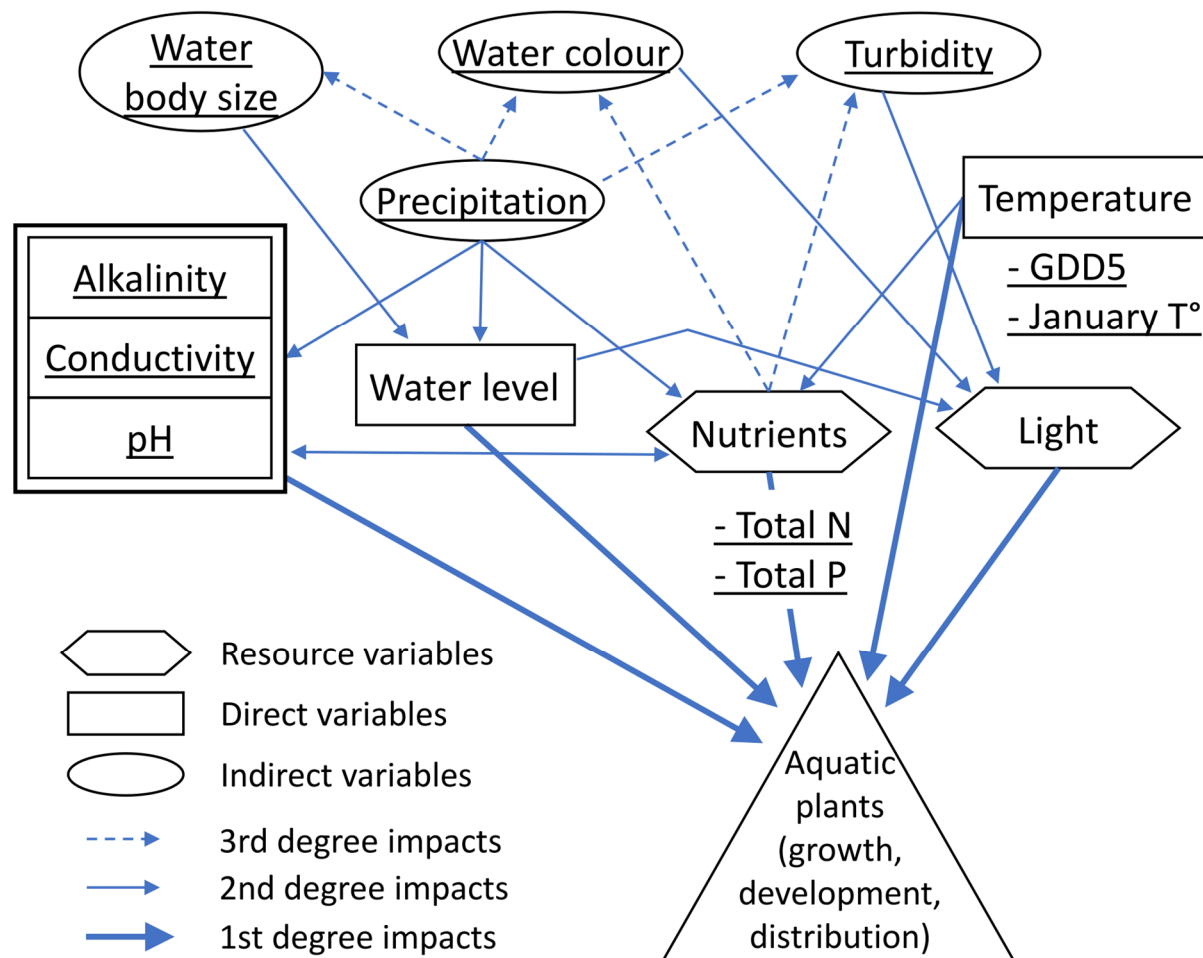 Water
body size
Water colour
Turbidity
Precipitation
Temperature
- GDD5
- January T°
Alkalinity
Conductivity
pH
Water level
Nutrients
Light
- Total N
- Total P
Resource variables
Direct variables
Indirect variables
3rd degree impacts
2nd degree impacts
1st degree impacts
Aquatic
plants
(growth,
development,
distribution)